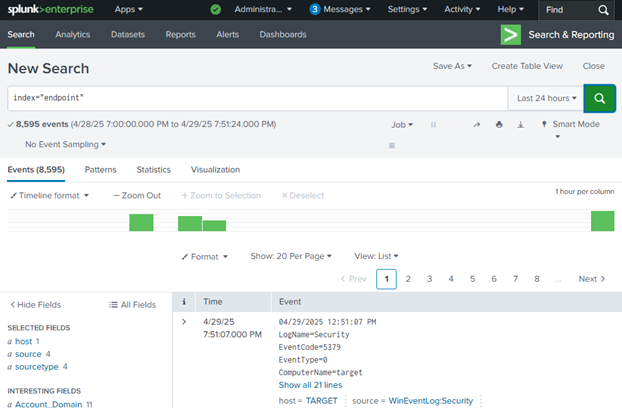 splunk>enterprise Apps Administra... 3 Messages Settings Activity Help Find
Search Analytics Datasets Reports Alerts Dashboards > Search & Reporting
New Search Save As Create Table View Close
index="endpoint" Last 24 hours
8,595 events (4/28/25 7:00:00.000 PM to 4/29/25 7:51:24.000 PM) Job Smart Mode
No Event Sampling
Events (8,595) Patterns Statistics Visualization
Timeline format — Zoom Out + Zoom to Selection × Deselect 1 hour per column
Format Show: 20 Per Page View: List
< Prev 1 2 3 4 5 6 7 8 ... Next >
< Hide Fields All Fields i Time Event
SELECTED FIELDS
a host 1
a source 4
a sourcetype 4
INTERESTING FIELDS
a Account_Domain 11
> 4/29/25
7:51:07.000 PM
04/29/2025 12:51:07 PM
LogName=Security
EventCode=5379
EventType=0
ComputerName=target
Show all 21 lines
host = TARGET source = WinEventLog:Security